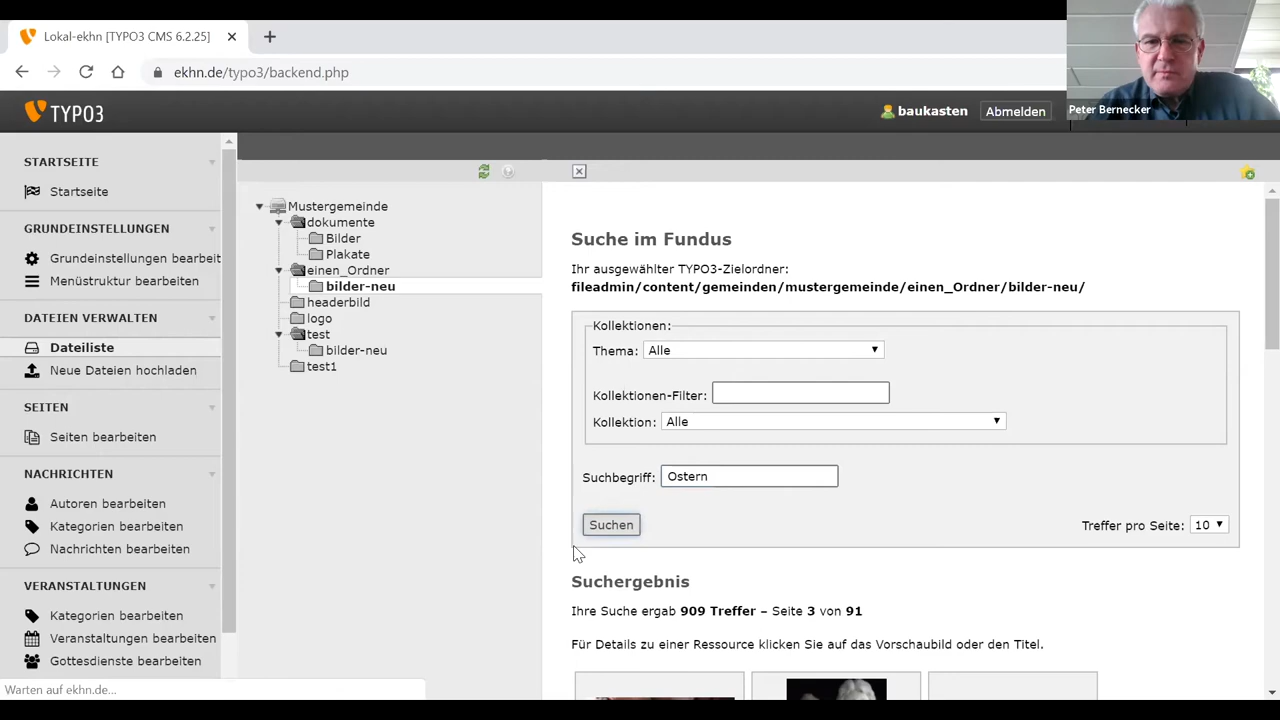 Lokal-ekhn [TYPO3 CMS 6.2.25]
ekhn.de/typo3/backend.php
Peter Bernecker
TYPO3
baukasten
Abmelden
STARTSEITE
Startseite
GRUNDEINSTELLUNGEN
Grundeinstellungen bearbeit
Menüstruktur bearbeiten
DATEIEN VERWALTEN
Dateiliste
Neue Dateien hochladen
SEITEN
Seiten bearbeiten
NACHRICHTEN
Autoren bearbeiten
Kategorien bearbeiten
Nachrichten bearbeiten
VERANSTALTUNGEN
Kategorien bearbeiten
Veranstaltungen bearbeiten
Gottesdienste bearbeiten
Warten auf ekhn.de...
Mustergemeinde
dokumente
Bilder
Plakate
einen_Ordner
bilder-neu
headerbild
logo
test
bilder-neu
test1
Suche im Fundus
Ihr ausgewählter TYPO3-Zielordner:
fileadmin/content/gemeinden/mustergemeinde/einen_Ordner/bilder-neu/
Kollektionen:
Thema: Alle
Kollektionen-Filter:
Kollektion: Alle
Suchbegriff: Ostern
Suchen
Treffer pro Seite: 10
Suchergebnis
Ihre Suche ergab 909 Treffer – Seite 3 von 91
Für Details zu einer Ressource klicken Sie auf das Vorschaubild oder den Titel.